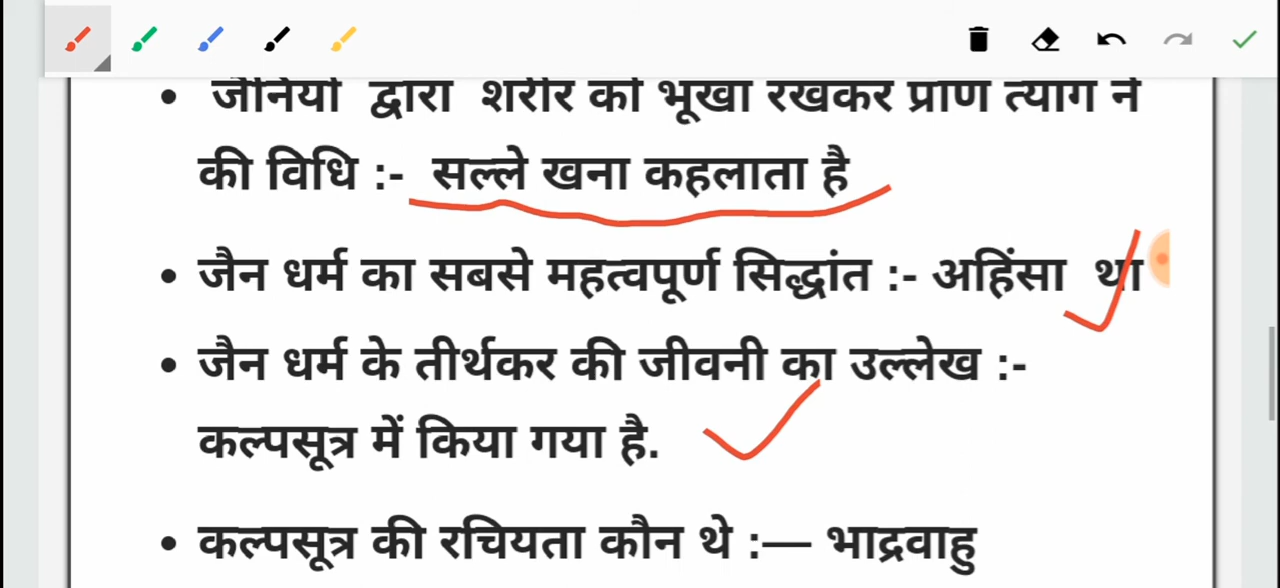 • जैनियों द्वारा शरीर को भूखा रखकर प्राण त्याग ने
की विधि :- सल्ले खना कहलाता है
• जैन धर्म का सबसे महत्वपूर्ण सिद्धांत :- अहिंसा था
• जैन धर्म के तीर्थकर की जीवनी का उल्लेख :-
कल्पसूत्र में किया गया है.
• कल्पसूत्र की रचियता कौन थे :— भाद्रवाहु